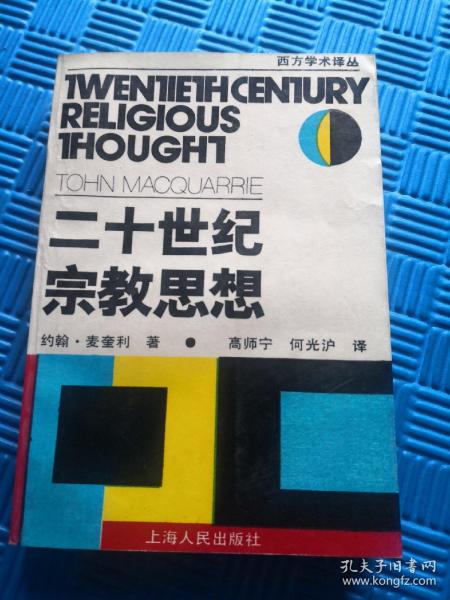 西方学术译丛
TWENTIETH CENTURY
RELIGIOUS
THOUGHT
TOHN MACQUARRIE
二十世纪
宗教思想
约翰·麦奎利 著 ● 高师宁 何光沪 译
上海人民出版社
孔夫子旧书网
www.kongfz.com